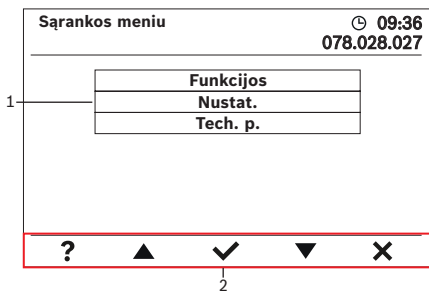 Sąrankos meniu
09:36
078.028.027
Funkcijos
1
Nustat.
Tech. p.
?
2